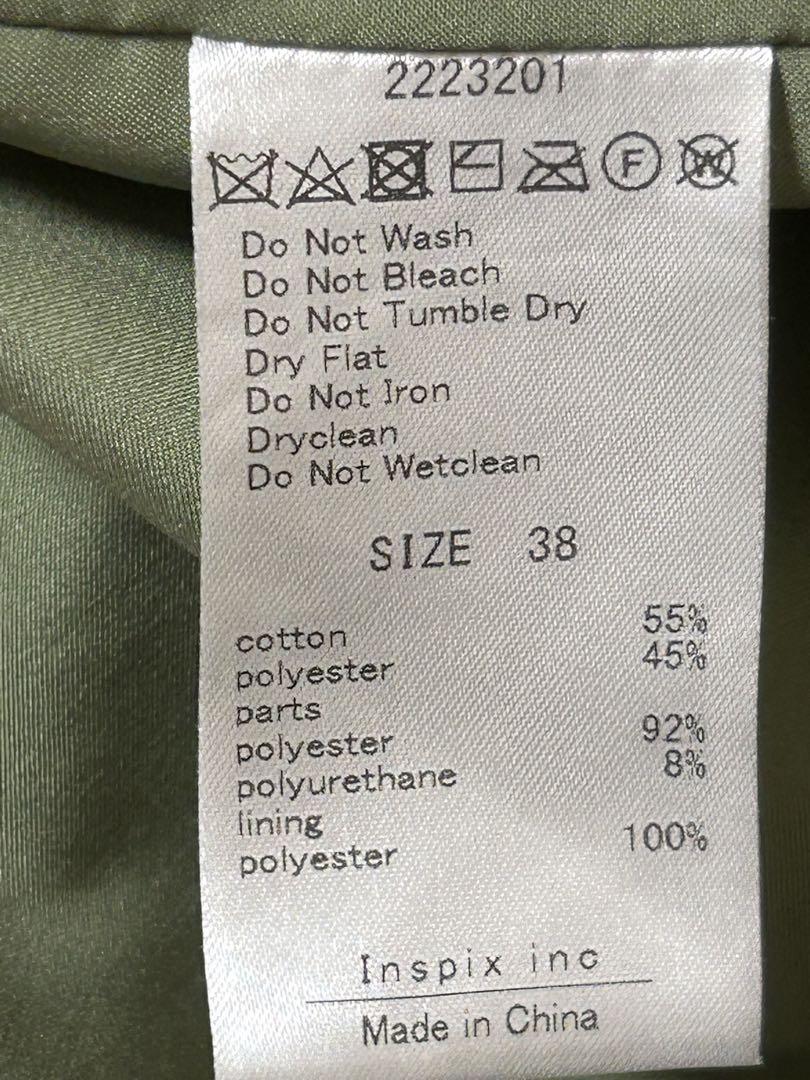 2223201
F W
Do Not Wash
Do Not Bleach
Do Not Tumble Dry
Dry Flat
Do Not Iron
Dryclean
Do Not Wetclean
SIZE 38
cotton 55%
polyester 45%
parts
polyester 92%
polyurethane 8%
lining
polyester 100%
Inspix inc
Made in China